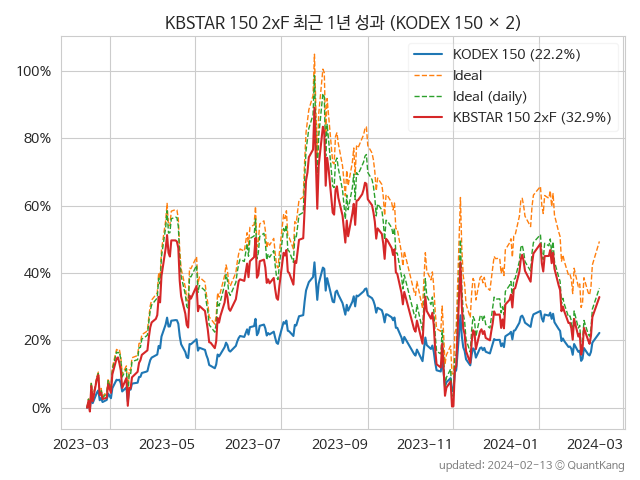 KBSTAR 150 2xF 최근 1년 성과 (KODEX 150 × 2)
KODEX 150 (22.2%)
Ideal
Ideal (daily)
KBSTAR 150 2xF (32.9%)
100%
80%
60%
40%
20%
0%
2023−03 2023−05 2023−07 2023−09 2023−11 2024−01 2024−03
updated: 2024-02-13 © QuantKang